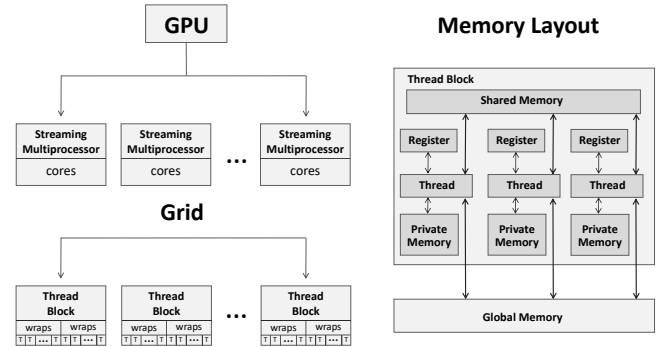 GPU
Streaming
Multiprocessor
cores
Streaming
Multiprocessor
cores
...
Streaming
Multiprocessor
cores
Grid
Thread
Block
wraps wraps
T T ... T T T ... T
Thread
Block
wraps wraps
T T ... T T T ... T
...
Thread
Block
wraps wraps
T T ... T T T ... T
Memory Layout
Thread Block
Shared Memory
Register Register Register
Thread Thread Thread
Private
Memory
Private
Memory
Private
Memory
Global Memory